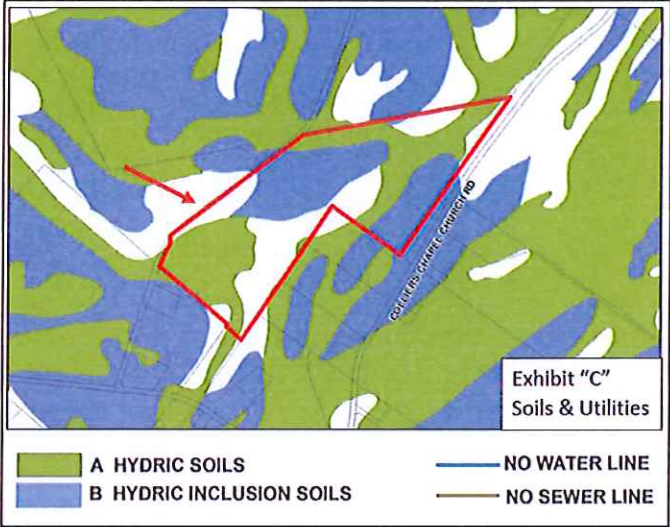 COLLIERS CHAPEL CHURCH RD
Exhibit "C"
Soils & Utilities
A HYDRIC SOILS
B HYDRIC INCLUSION SOILS
NO WATER LINE
NO SEWER LINE